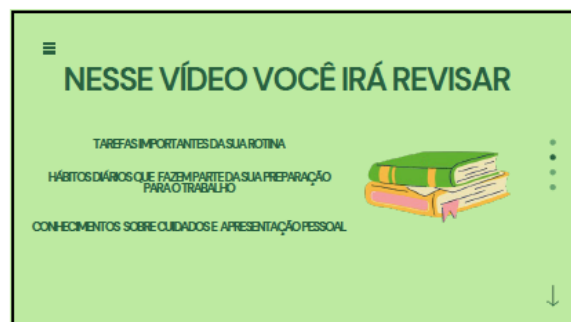 NESSE VÍDEO VOCÊ IRÁ REVISAR
TAREFAS IMPORTANTES DA SUA ROTINA
HÁBITOS DIÁRIOS QUE FAZEM PARTE DA SUA PREPARAÇÃO
PARA O TRABALHO
CONHECIMENTOS SOBRE CUIDADOS E APRESENTAÇÃO PESSOAL